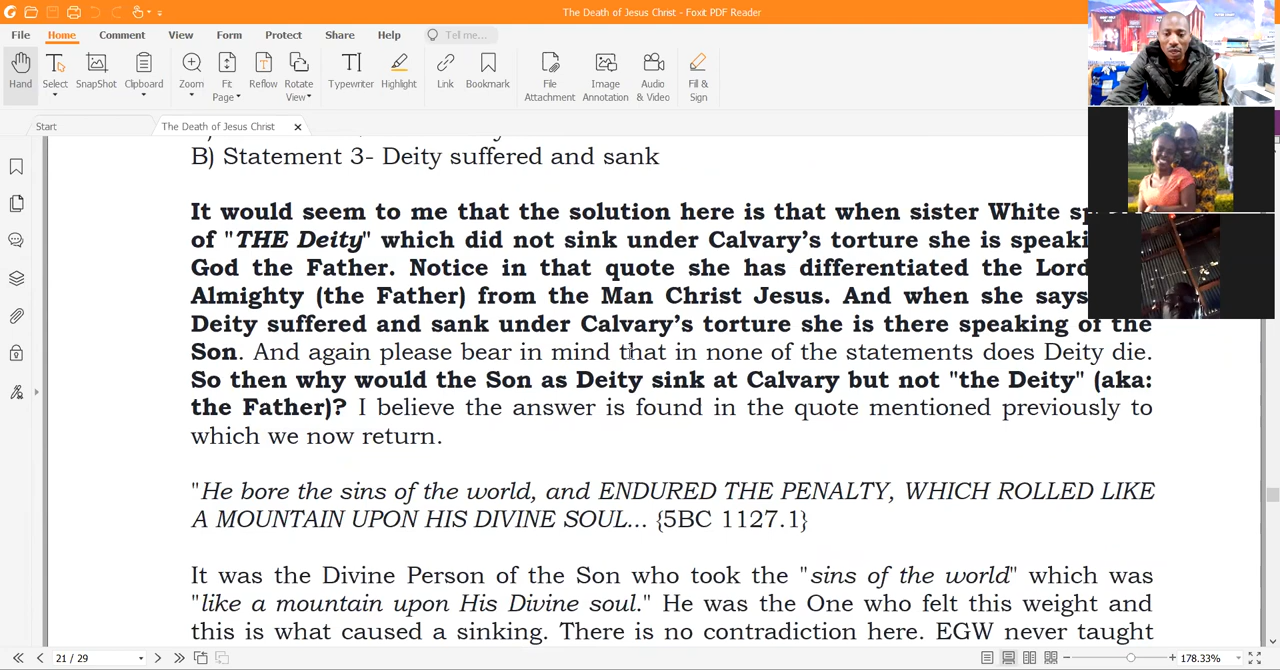 The Death of Jesus Christ - Foxit PDF Reader
File Home Comment View Form Protect Share Help Tell me...
Hand Select SnapShot Clipboard Zoom Fit Page Reflow Rotate View Typewriter Highlight Link Bookmark File Attachment Image Annotation Audio & Video Fill & Sign
Start The Death of Jesus Christ
B) Statement 3- Deity suffered and sank
It would seem to me that the solution here is that when sister White
of "THE Deity" which did not sink under Calvary's torture she is
God the Father. Notice in that quote she has differentiated the Lord
Almighty (the Father) from the Man Christ Jesus. And when she says
Deity suffered and sank under Calvary's torture she is there speaking of the
Son. And again please bear in mind that in none of the statements does Deity die.
So then why would the Son as Deity sink at Calvary but not "the Deity" (aka:
the Father)? I believe the answer is found in the quote mentioned previously to
which we now return.
"He bore the sins of the world, and ENDURED THE PENALTY, WHICH ROLLED LIKE
A MOUNTAIN UPON HIS DIVINE SOUL... {5BC 1127.1}
It was the Divine Person of the Son who took the "sins of the world" which was
"like a mountain upon His Divine soul." He was the One who felt this weight and
this is what caused a sinking. There is no contradiction here. EGW never taught
21 / 29 178.33%